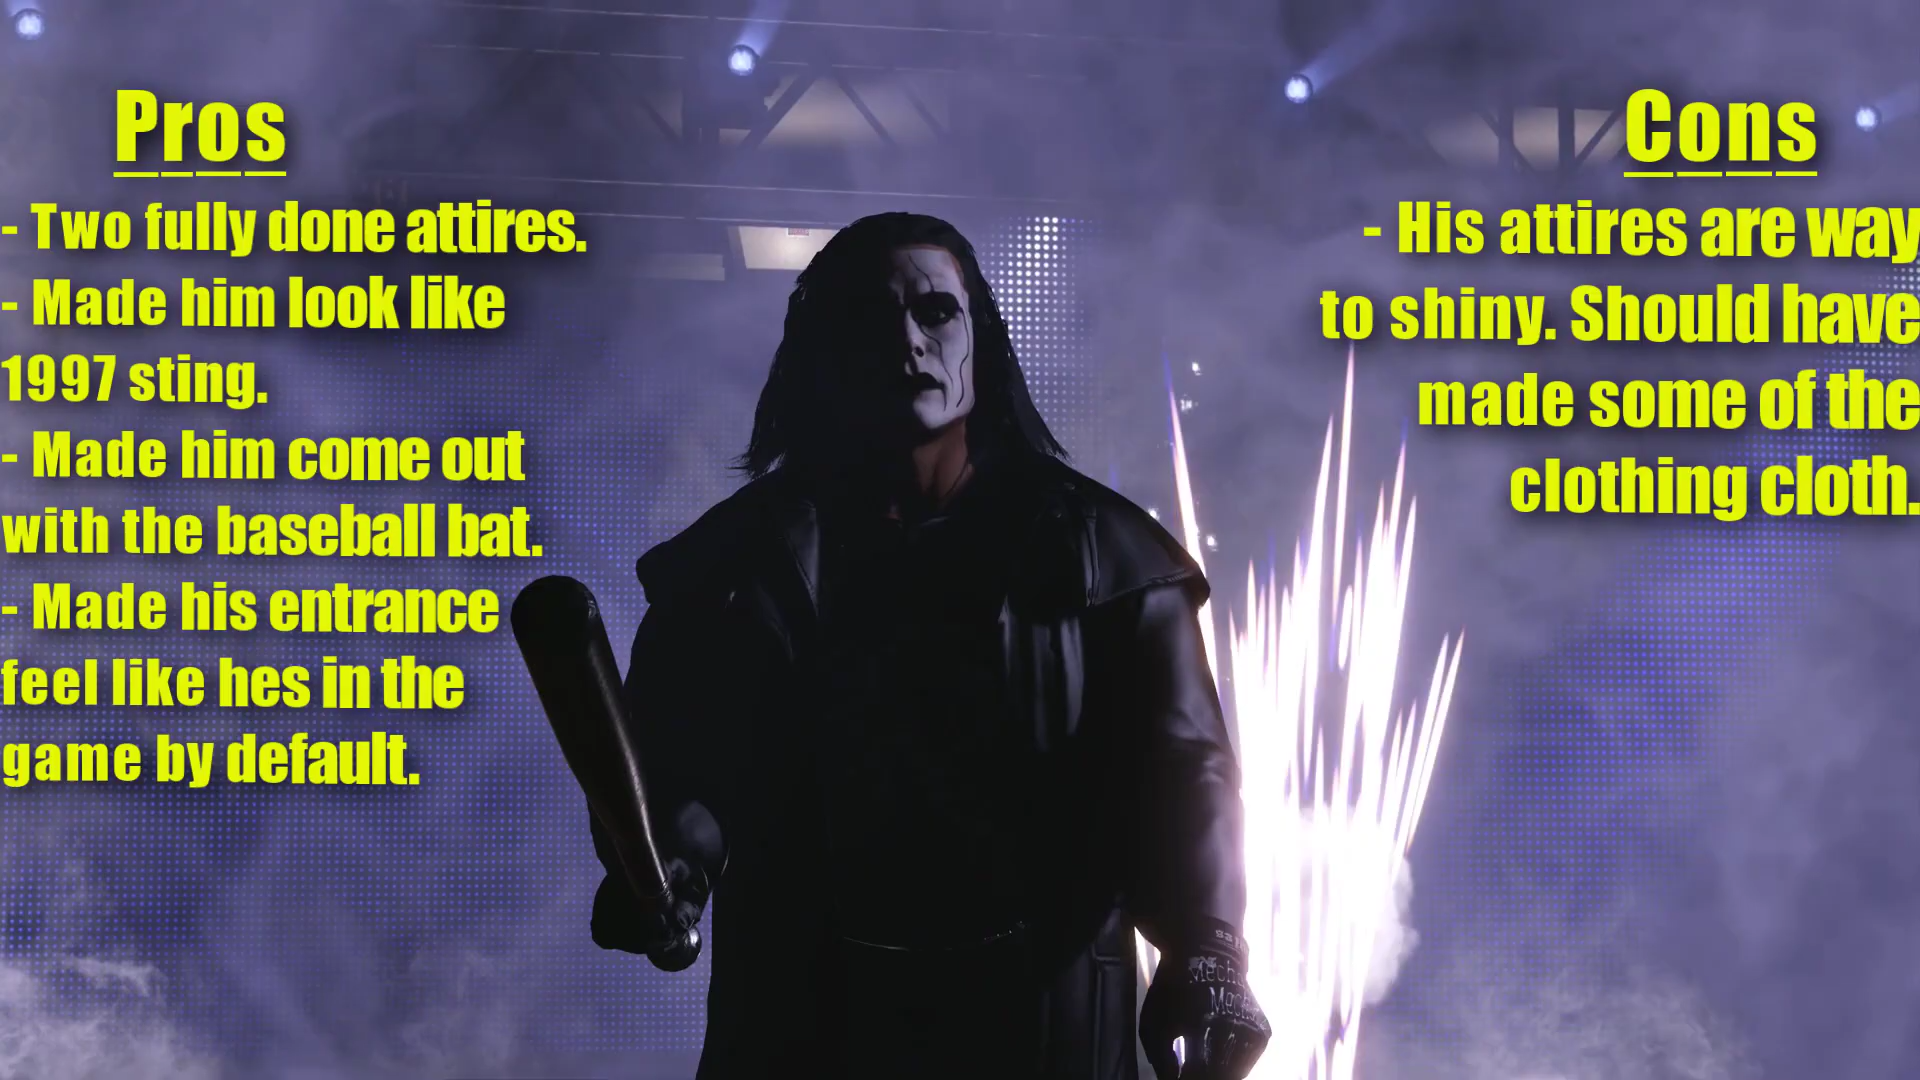 Pros
- Two fully done attires.
- Made him look like
1997 sting.
- Made him come out
with the baseball bat.
- Made his entrance
feel like hes in the
game by default.
Cons
- His attires are way
to shiny. Should have
made some of the
clothing cloth.